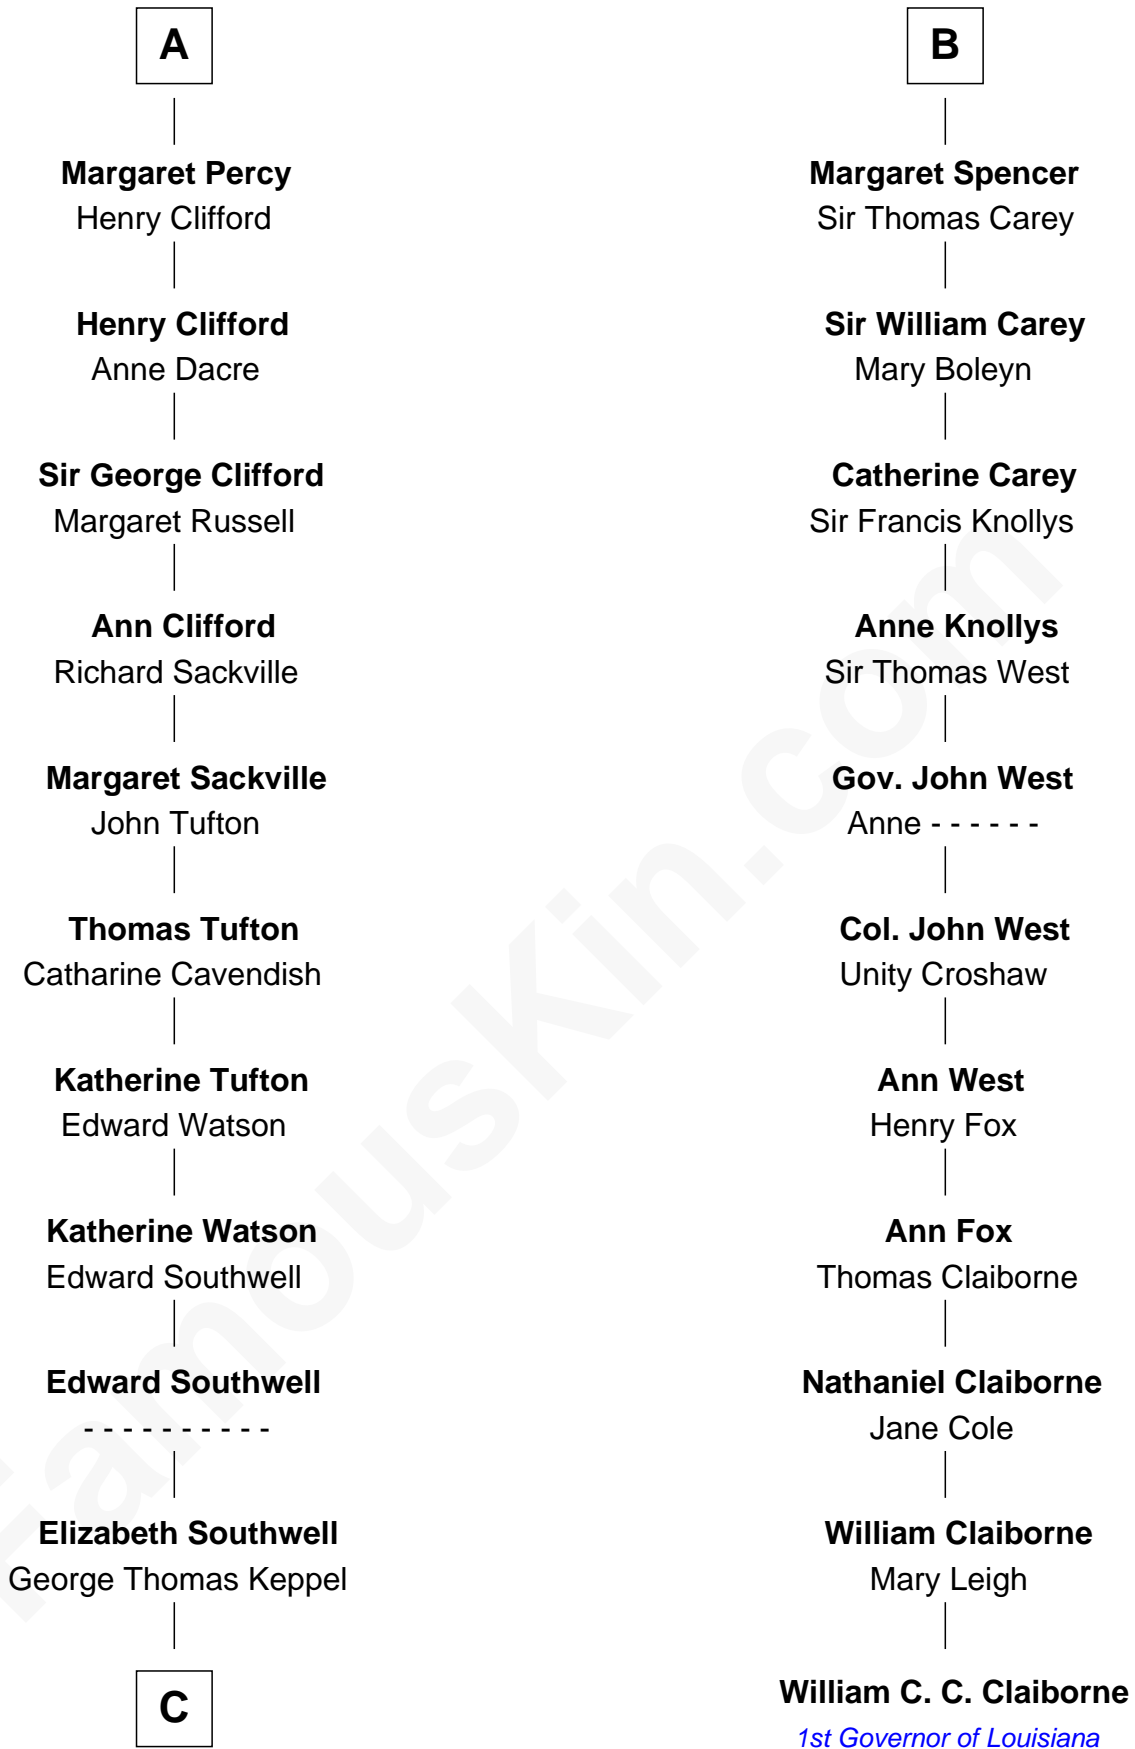 A
Margaret Percy
Henry Clifford
Henry Clifford
Anne Dacre
Sir George Clifford
Margaret Russell
Ann Clifford
Richard Sackville
Margaret Sackville
John Tufton
Thomas Tufton
Catharine Cavendish
Katherine Tufton
Edward Watson
Katherine Watson
Edward Southwell
Edward Southwell
- - - - - - - - - -
Elizabeth Southwell
George Thomas Keppel
C
B
Margaret Spencer
Sir Thomas Carey
Sir William Carey
Mary Boleyn
Catherine Carey
Sir Francis Knollys
Anne Knollys
Sir Thomas West
Gov. John West
Anne - - - - - -
Col. John West
Unity Croshaw
Ann West
Henry Fox
Ann Fox
Thomas Claiborne
Nathaniel Claiborne
Jane Cole
William Claiborne
Mary Leigh
William C. C. Claiborne
1st Governor of Louisiana
FamousKin.com